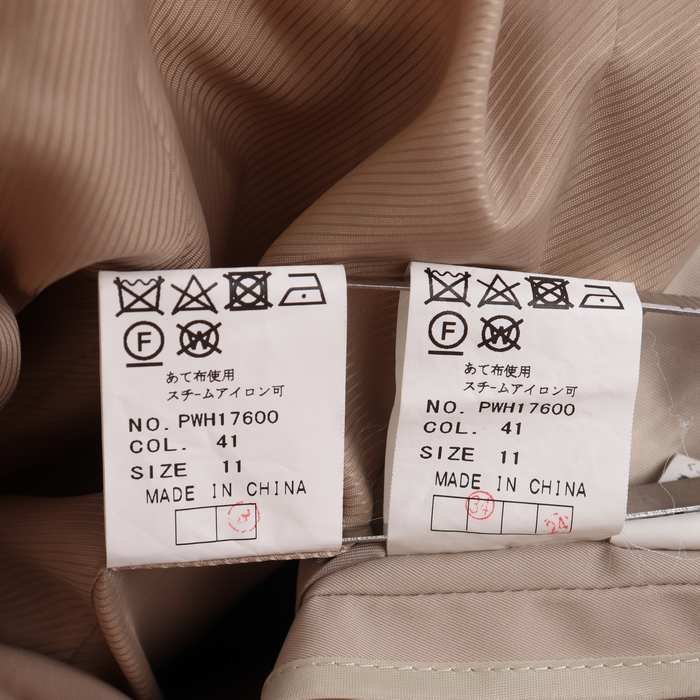 F W
あて布使用
スチームアイロン可
NO. PWH17600
COL. 41
SIZE 11
MADE IN CHINA
F W
あて布使用
スチームアイロン可
NO. PWH17600
COL. 41
SIZE 11
MADE IN CHINA
34
24